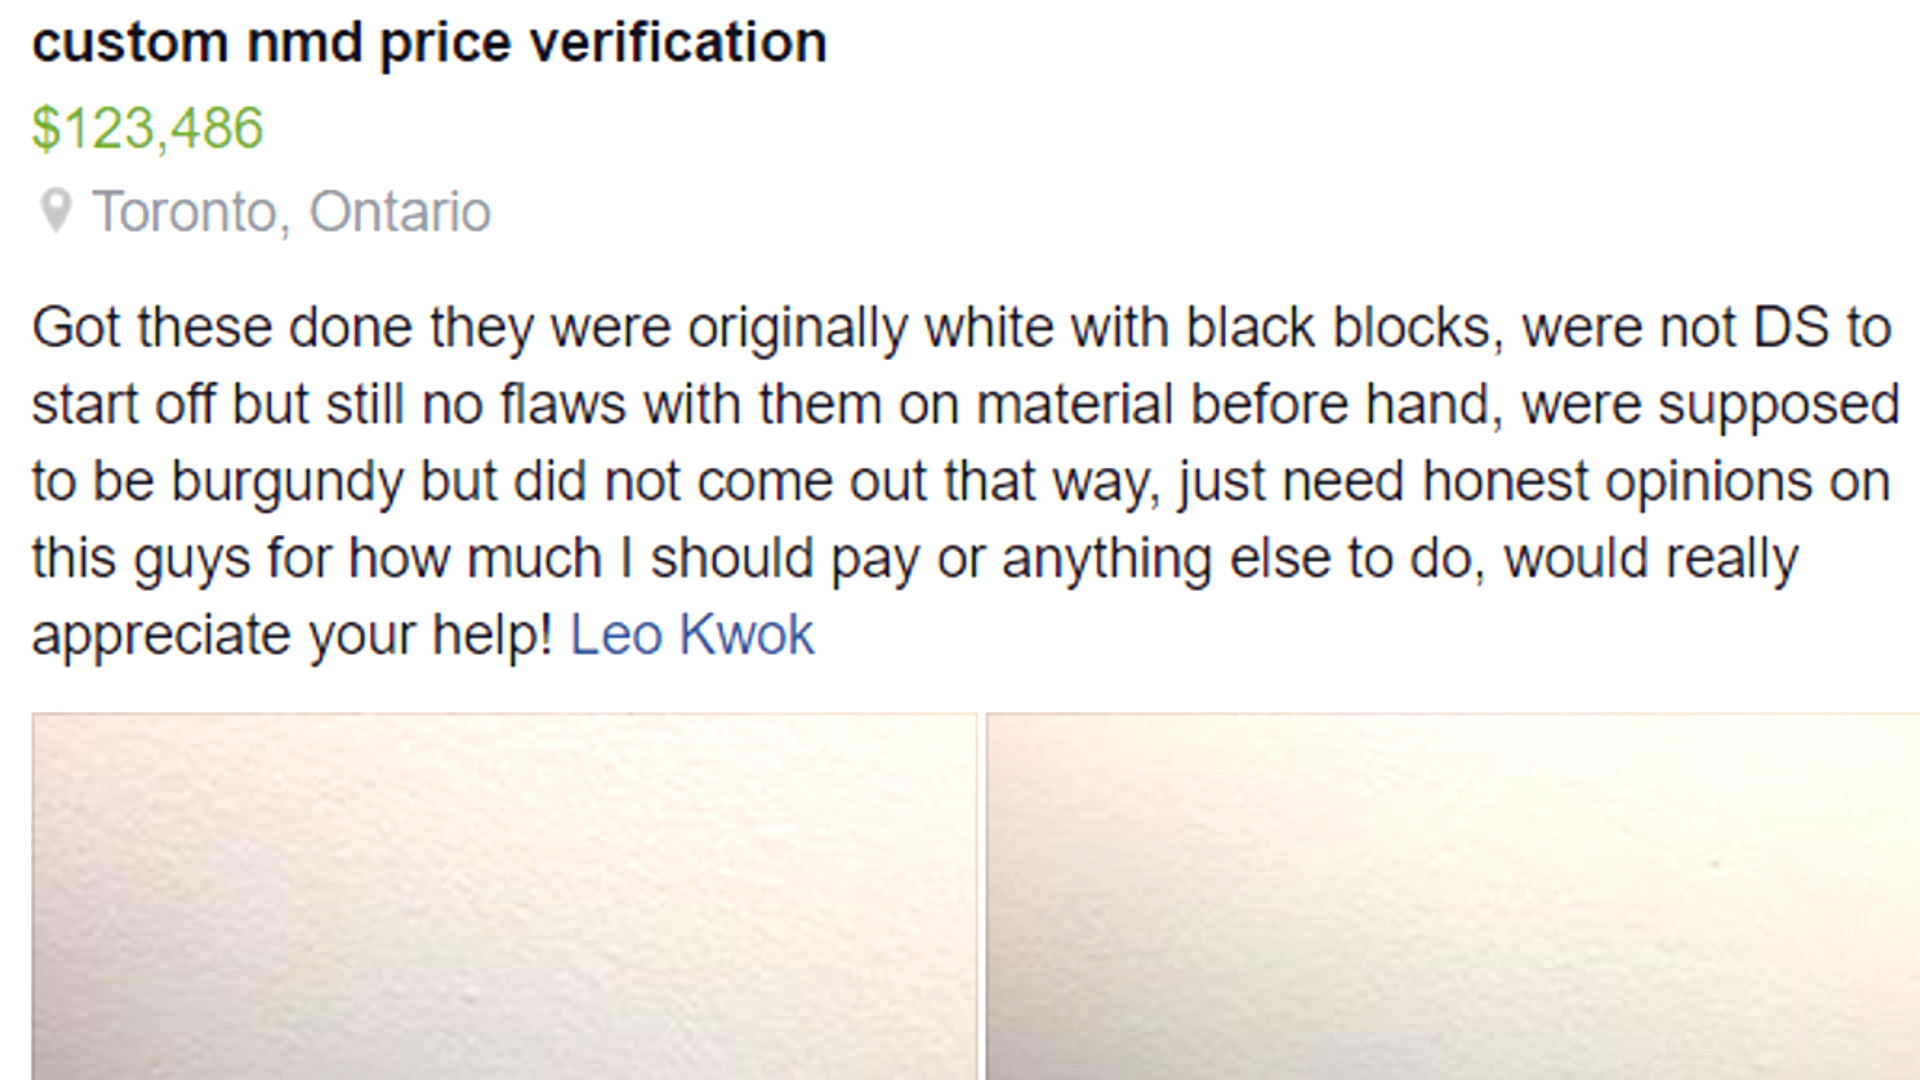 custom nmd price verification
$123,486
Toronto, Ontario
Got these done they were originally white with black blocks, were not DS to
start off but still no flaws with them on material before hand, were supposed
to be burgundy but did not come out that way, just need honest opinions on
this guys for how much I should pay or anything else to do, would really
appreciate your help! Leo Kwok